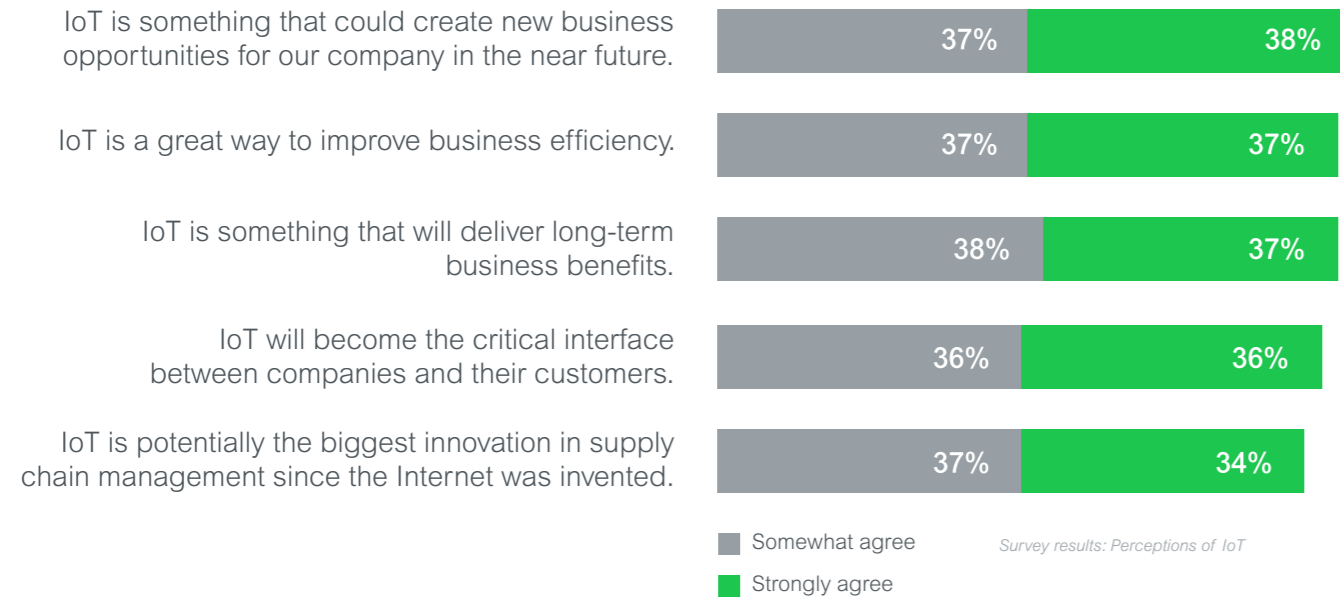 IoT is something that could create new business
opportunities for our company in the near future.
37%
38%
IoT is a great way to improve business efficiency.
37%
37%
IoT is something that will deliver long-term
business benefits.
38%
37%
IoT will become the critical interface
between companies and their customers.
36%
36%
IoT is potentially the biggest innovation in supply
chain management since the Internet was invented.
37%
34%
Somewhat agree
Survey results: Perceptions of IoT
Strongly agree